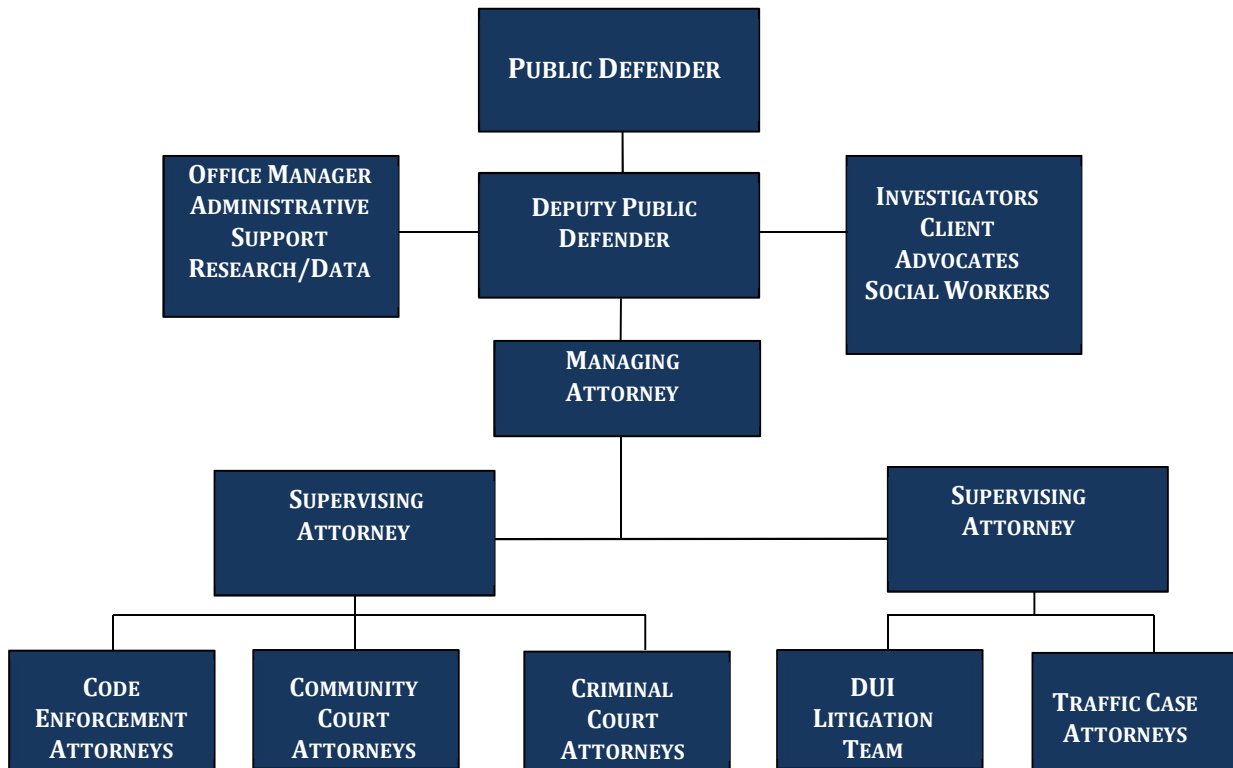 PUBLIC DEFENDER
OFFICE MANAGER
ADMINISTRATIVE
SUPPORT
RESEARCH/DATA
DEPUTY PUBLIC
DEFENDER
INVESTIGATORS
CLIENT
ADVOCATES
SOCIAL WORKERS
MANAGING
ATTORNEY
SUPERVISING
ATTORNEY
SUPERVISING
ATTORNEY
CODE
ENFORCEMENT
ATTORNEYS
COMMUNITY
COURT
ATTORNEYS
CRIMINAL
COURT
ATTORNEYS
DUI
LITIGATION
TEAM
TRAFFIC CASE
ATTORNEYS